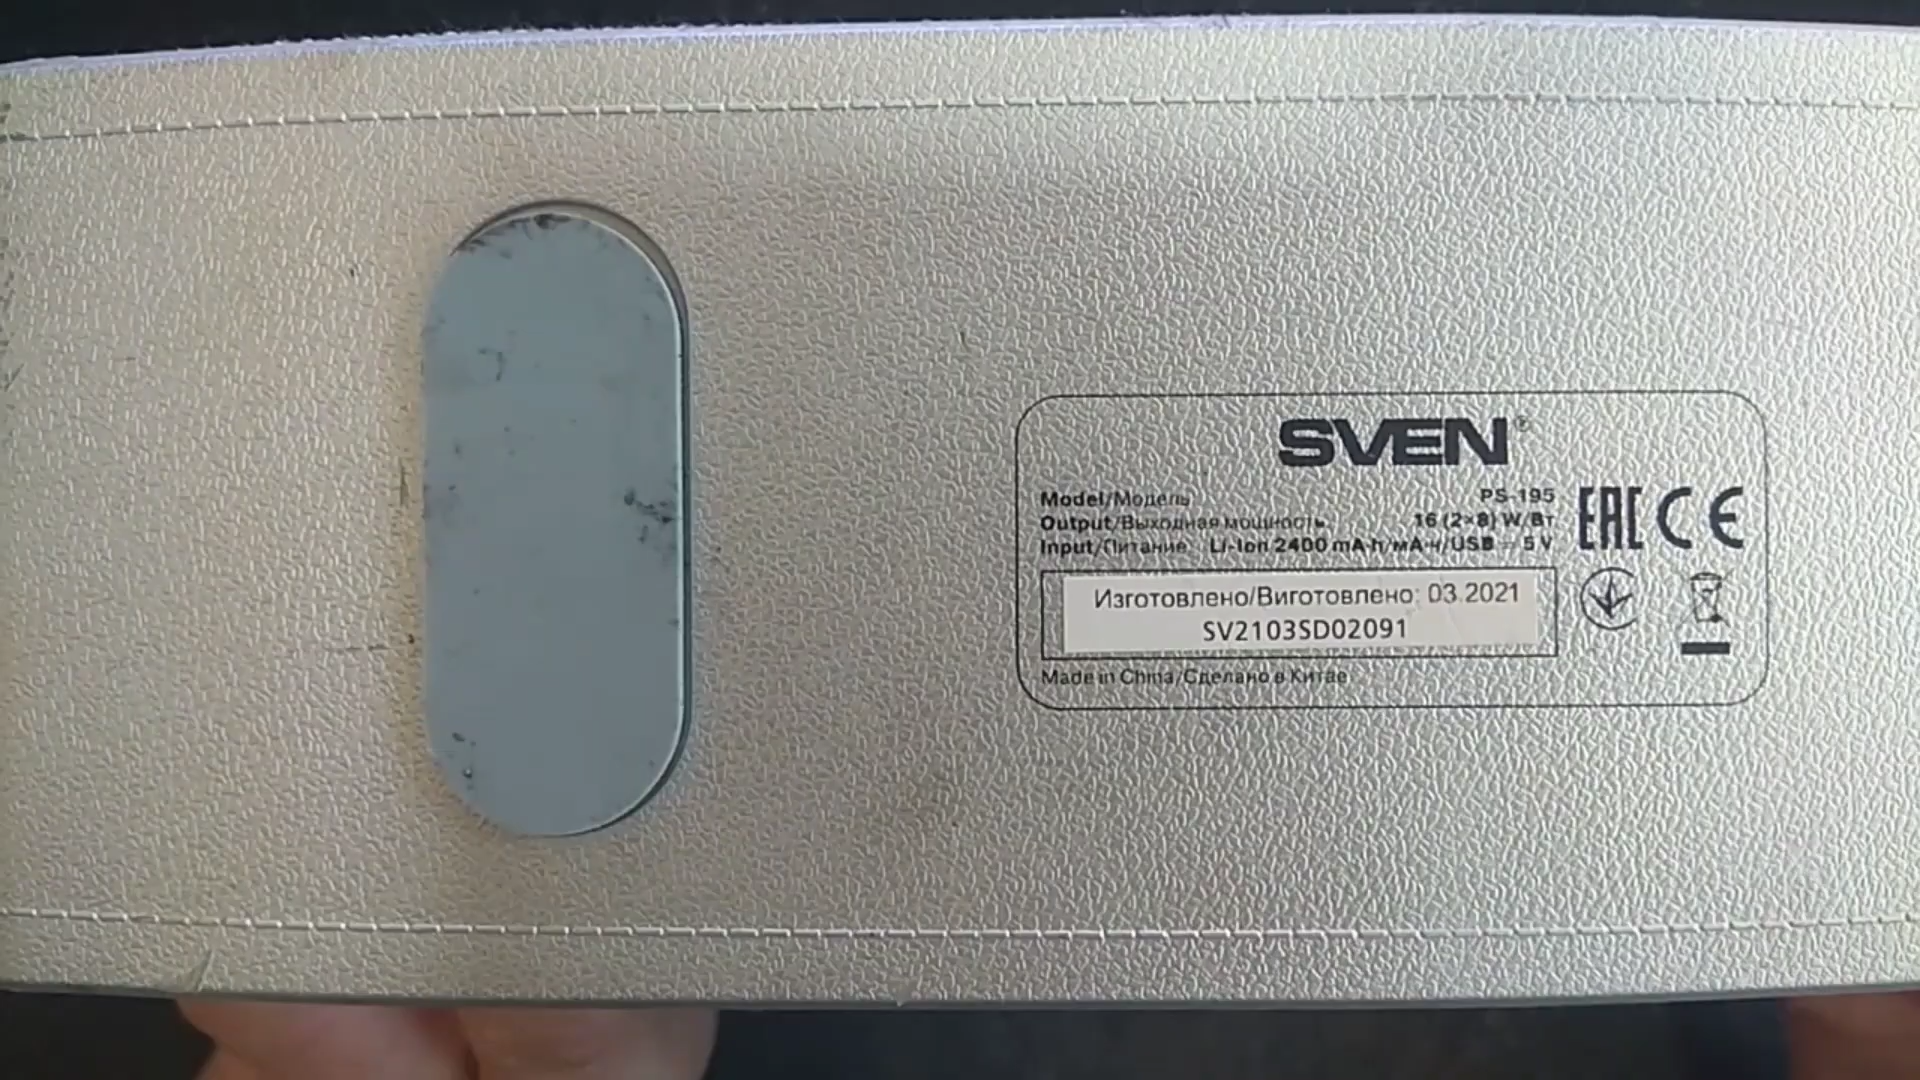 SVEN®
Model/Модель PS-195
Output/Выходная мощность 16 (2×8) W/Вт
Input/Питание: Li-Ion 2400 mA·h/мА·ч/USB = 5 V
EAC CE
Изготовлено/Виготовлено: 03.2021
SV2103SD02091
Made in China/Сделано в Китае